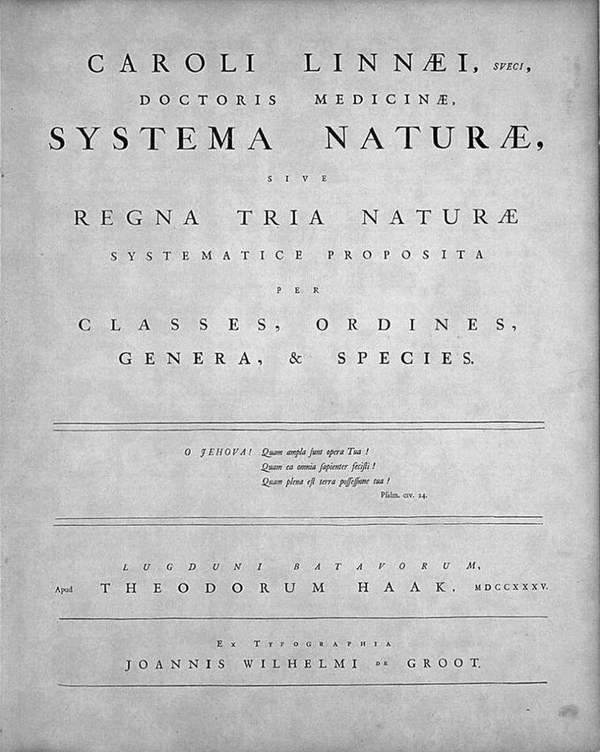 CAROLI LINNÆI, SVECI,
DOCTORIS MEDICINÆ,
SYSTEMA NATURÆ,
SIVE
REGNA TRIA NATURÆ
SYSTEMATICE PROPOSITA
PER
CLASSES, ORDINES,
GENERA, & SPECIES.
O JEHOVA! Quam ampla ſunt opera Tua!
Quam ea omnia ſapienter feciſti!
Quam plena eſt terra poſſeſſione tua!
Pſalm. civ. 24.
LUGDUNI BATAVORUM,
Apud THEODORUM HAAK, MDCCXXXV.
EX TYPOGRAPHIA
JOANNIS WILHELMI DE GROOT.